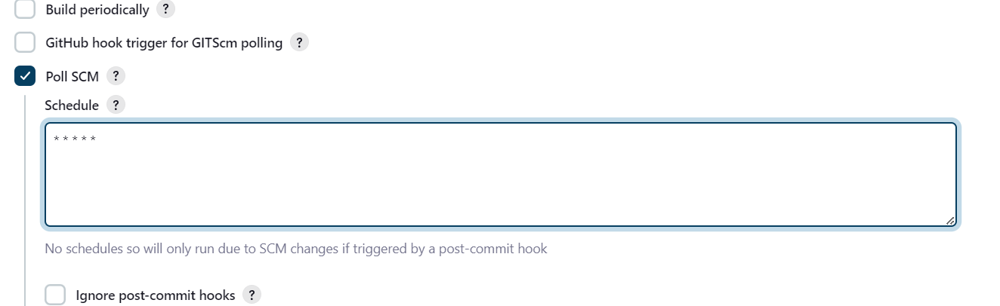 Build periodically ?
GitHub hook trigger for GITScm polling ?
Poll SCM ?
Schedule ?
* * * * *
No schedules so will only run due to SCM changes if triggered by a post-commit hook
Ignore post-commit hooks ?